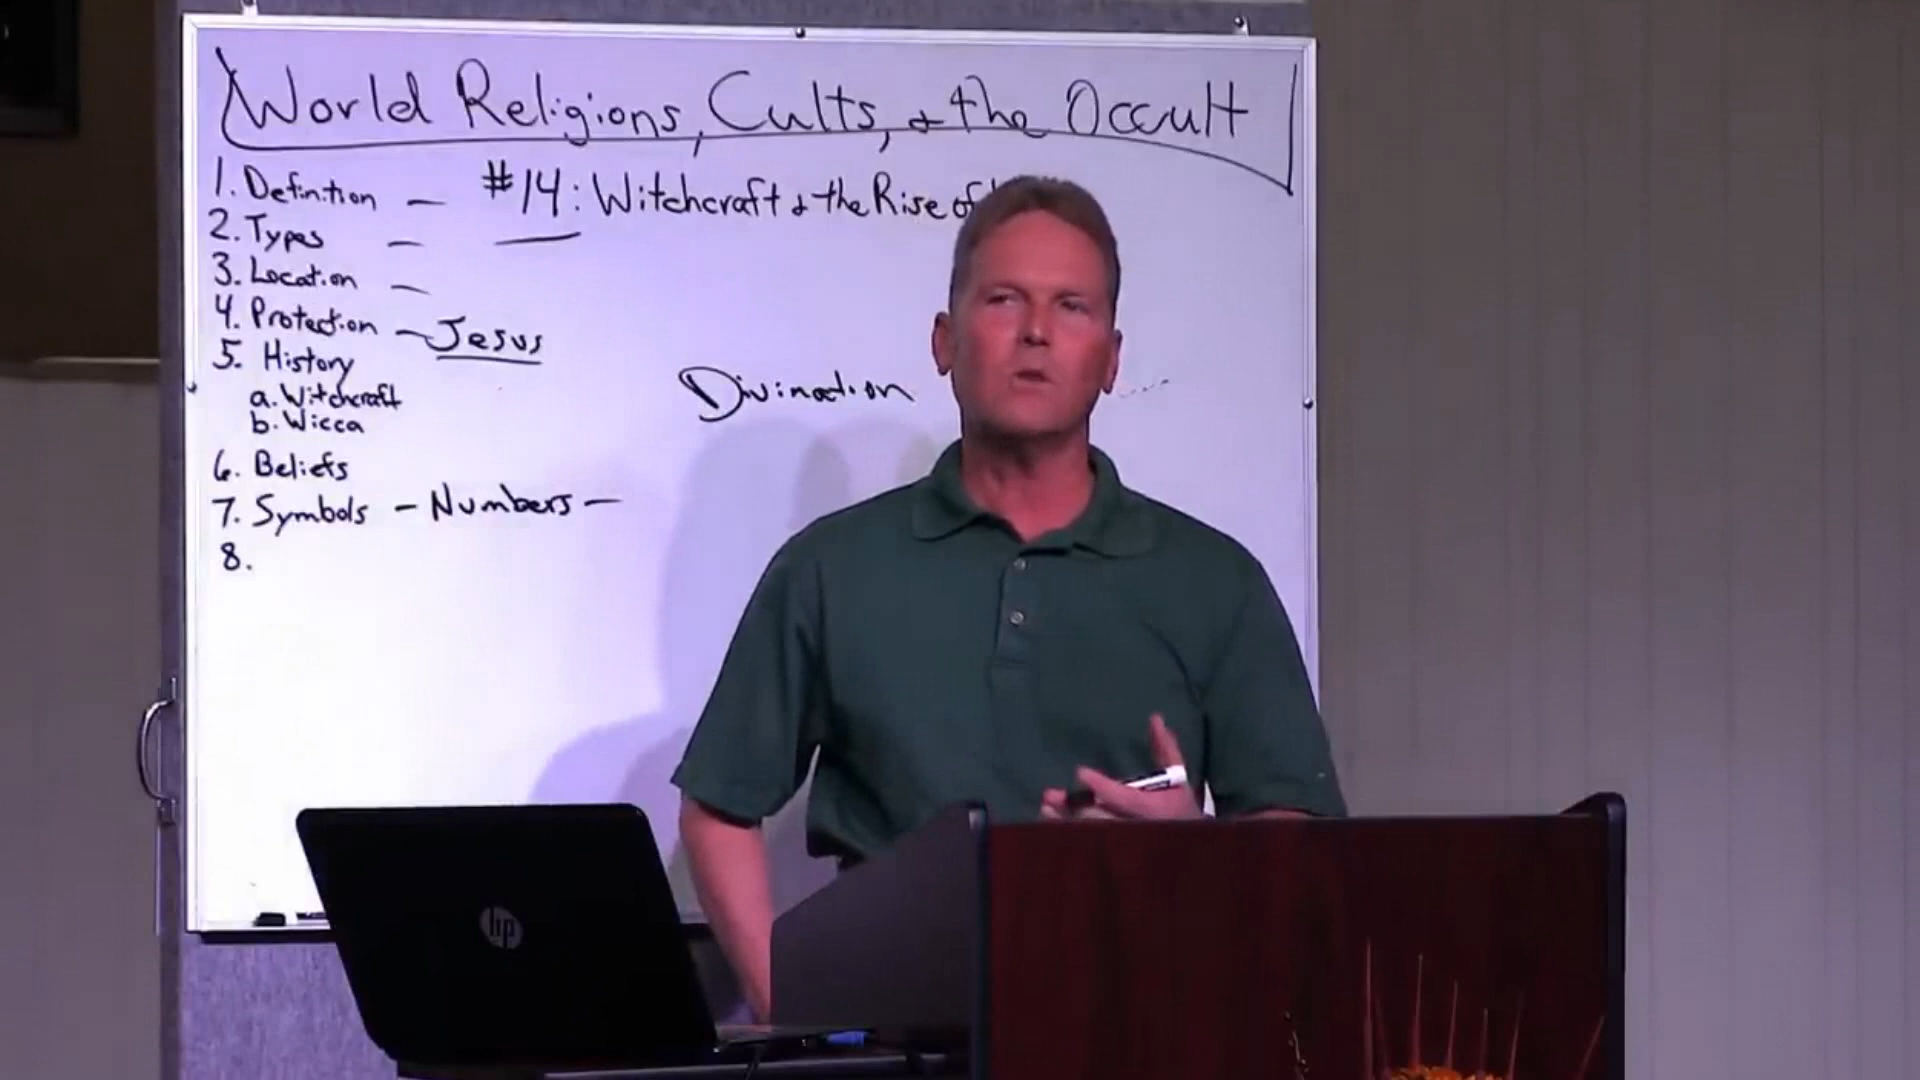 World Religions, Cults, & the Occult
#14: Witchcraft & the Rise of
1. Definition —
2. Types —
3. Location —
4. Protection — Jesus
5. History
a. Witchcraft
b. Wicca
6. Beliefs
7. Symbols - Numbers -
8.
Divination
hp